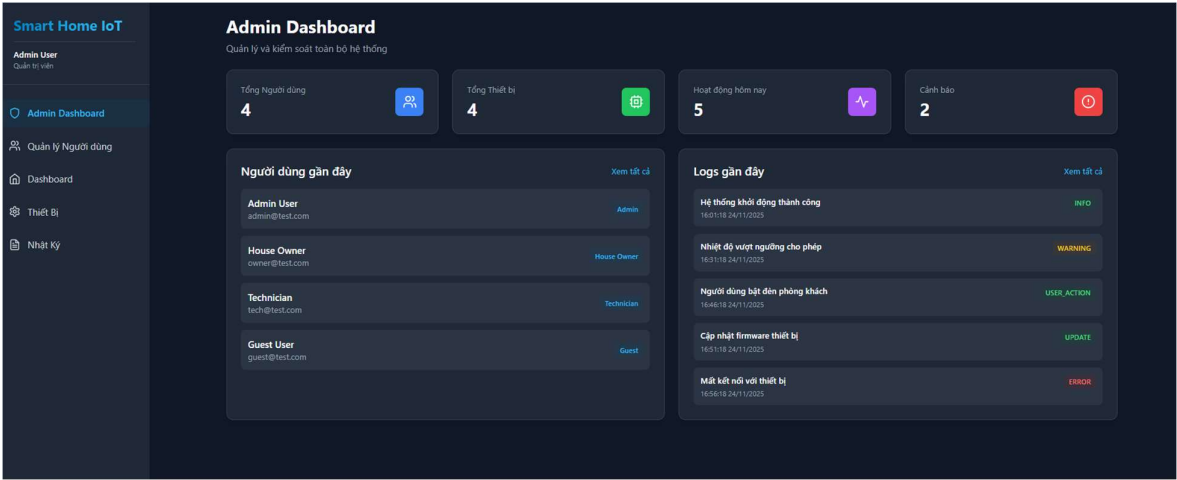 Smart Home IoT
Admin User
Quản trị viên
Admin Dashboard
Quản lý Người dùng
Dashboard
Thiết Bị
Nhật Ký
Admin Dashboard
Quản lý và kiểm soát toàn bộ hệ thống
Tổng Người dùng
4
Tổng Thiết bị
4
Hoạt động hôm nay
5
Cảnh báo
2
Người dùng gần đây
Xem tất cả
Admin User
admin@test.com
Admin
House Owner
owner@test.com
House Owner
Technician
tech@test.com
Technician
Guest User
guest@test.com
Guest
Logs gần đây
Xem tất cả
Hệ thống khởi động thành công
16:01:18 24/11/2025
INFO
Nhiệt độ vượt ngưỡng cho phép
16:31:18 24/11/2025
WARNING
Người dùng bật đèn phòng khách
16:46:18 24/11/2025
USER_ACTION
Cập nhật firmware thiết bị
16:51:18 24/11/2025
UPDATE
Mất kết nối với thiết bị
16:56:18 24/11/2025
ERROR